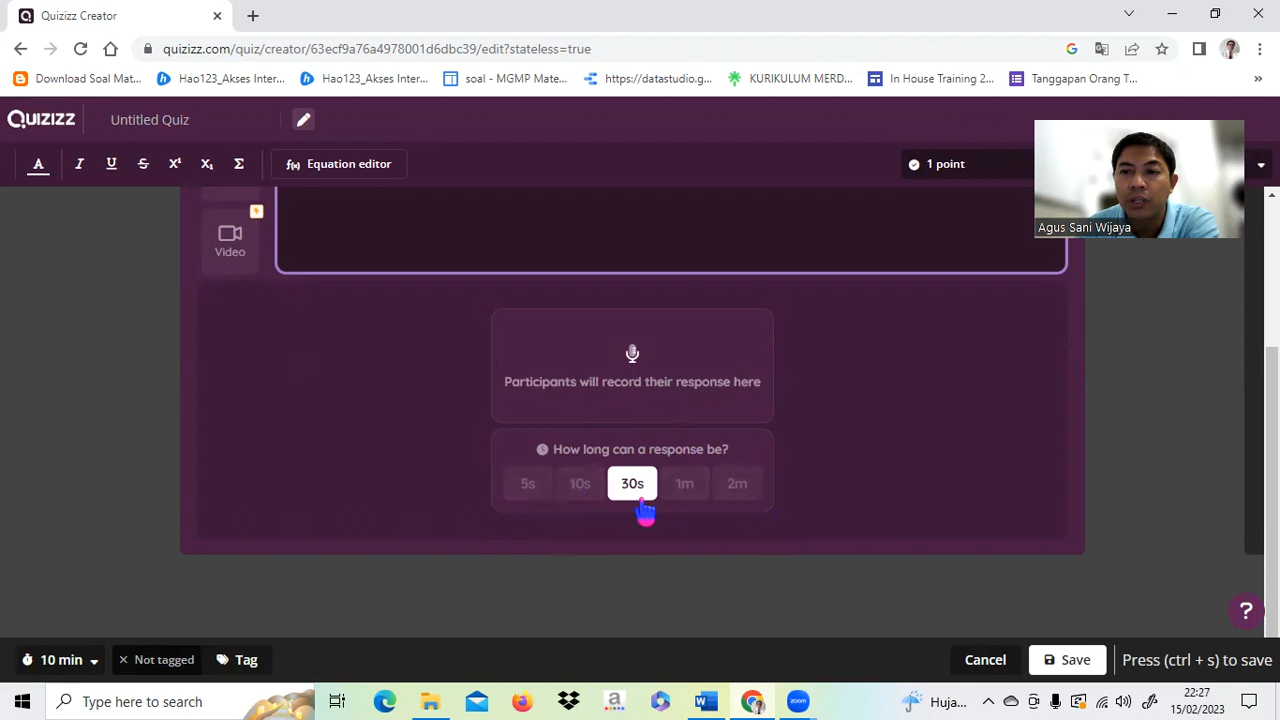 Quizizz Creator
quizizz.com/quiz/creator/63ecf9a76a4978001d6dbc39/edit?stateless=true
Download Soal Mat...
Hao123_Akses Inter...
Hao123_Akses Inter...
soal - MGMP Mate...
https://datastudio.g...
KURIKULUM MERD...
In House Training 2...
Tanggapan Orang T...
QUIZIZZ
Untitled Quiz
Equation editor
1 point
Agus Sani Wijaya
Video
Participants will record their response here
How long can a response be?
5s
10s
30s
1m
2m
10 min
Not tagged
Tag
Cancel
Save
Press (ctrl + s) to save
Type here to search
Huja...
22:27
15/02/2023